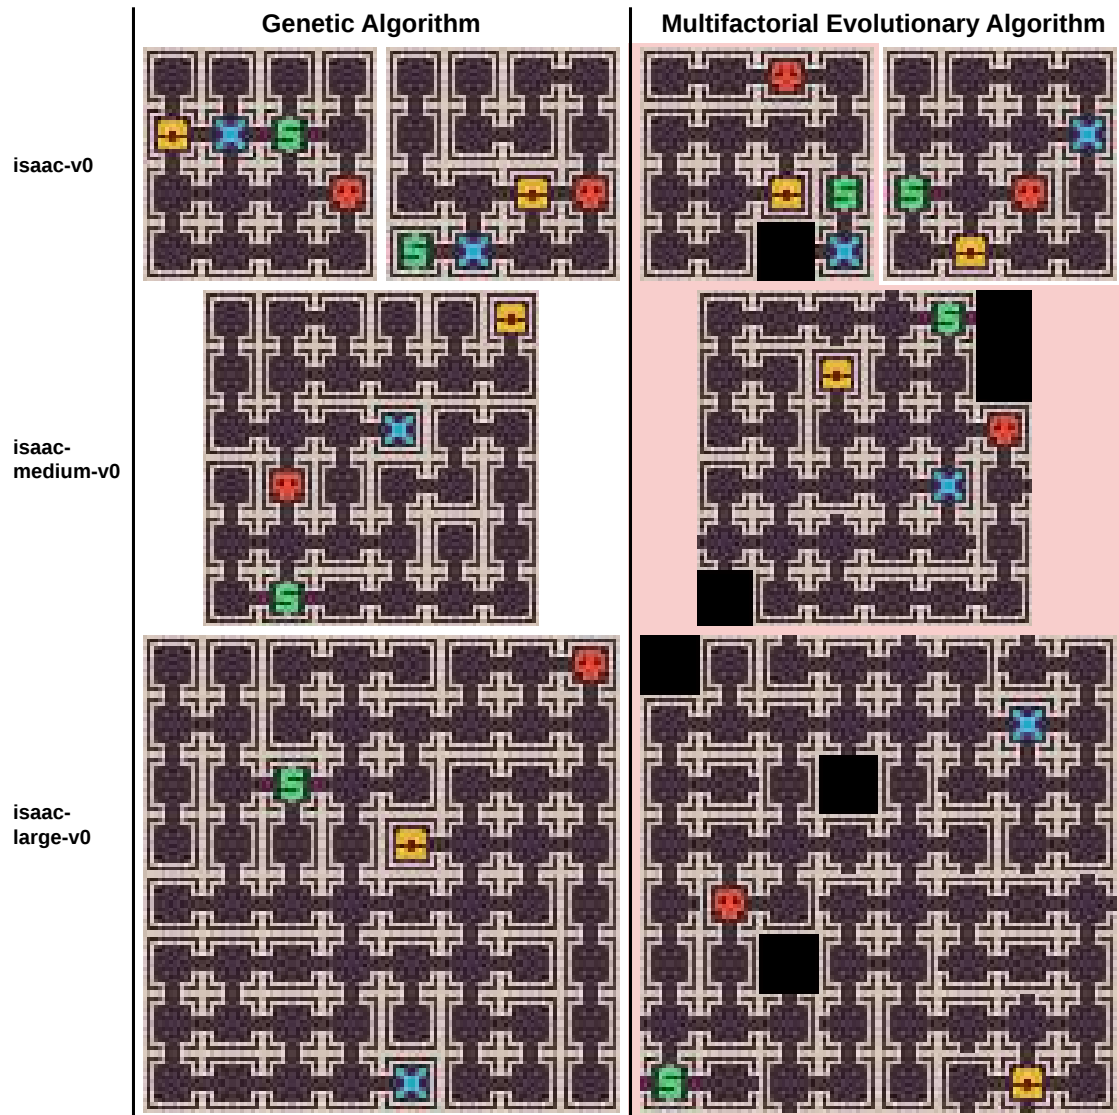 Genetic Algorithm
Multifactorial Evolutionary Algorithm
isaac-v0
isaac-
medium-v0
isaac-
large-v0